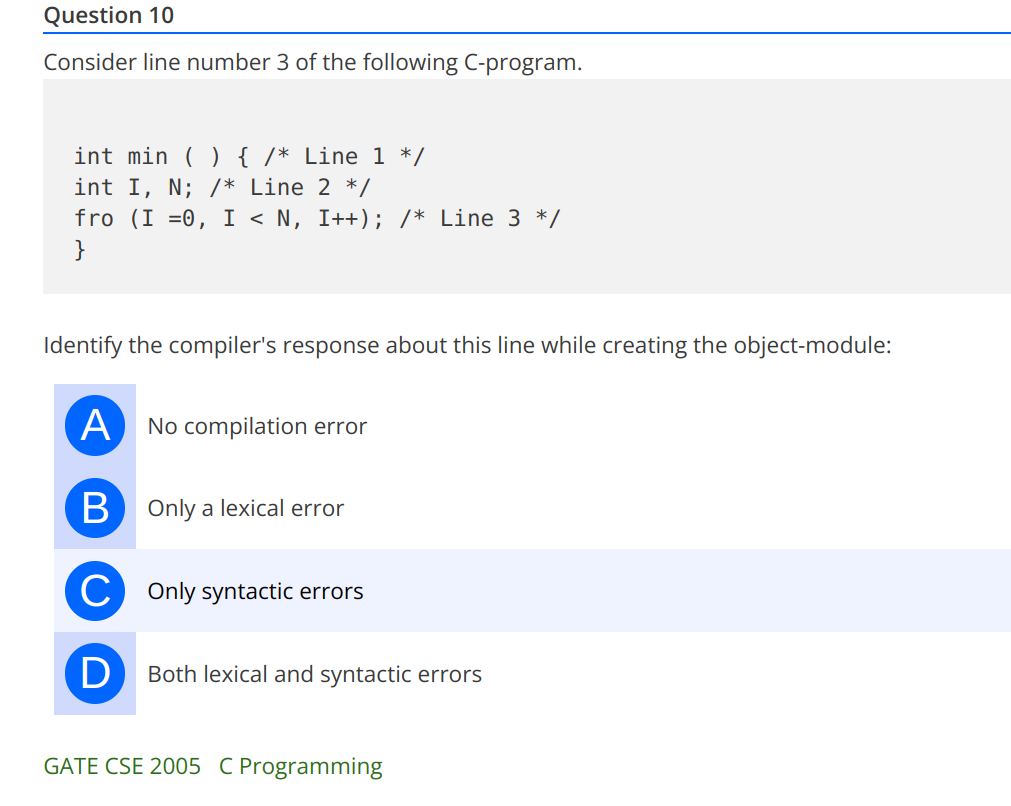 Question 10
Consider line number 3 of the following C-program.
int min ( ) { /* Line 1 */
int I, N; /* Line 2 */
fro (I =0, I < N, I++); /* Line 3 */
}
Identify the compiler's response about this line while creating the object-module:
A No compilation error
B Only a lexical error
C Only syntactic errors
D Both lexical and syntactic errors
GATE CSE 2005 C Programming